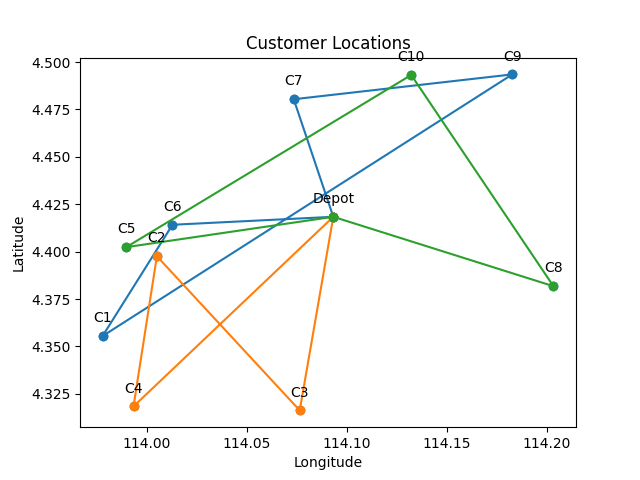 Customer Locations
4.500
4.475
4.450
4.425
4.400
4.375
4.350
4.325
Latitude
C10
C9
C7
Depot
C6
C5
C2
C8
C1
C4
C3
114.00 114.05 114.10 114.15 114.20
Longitude